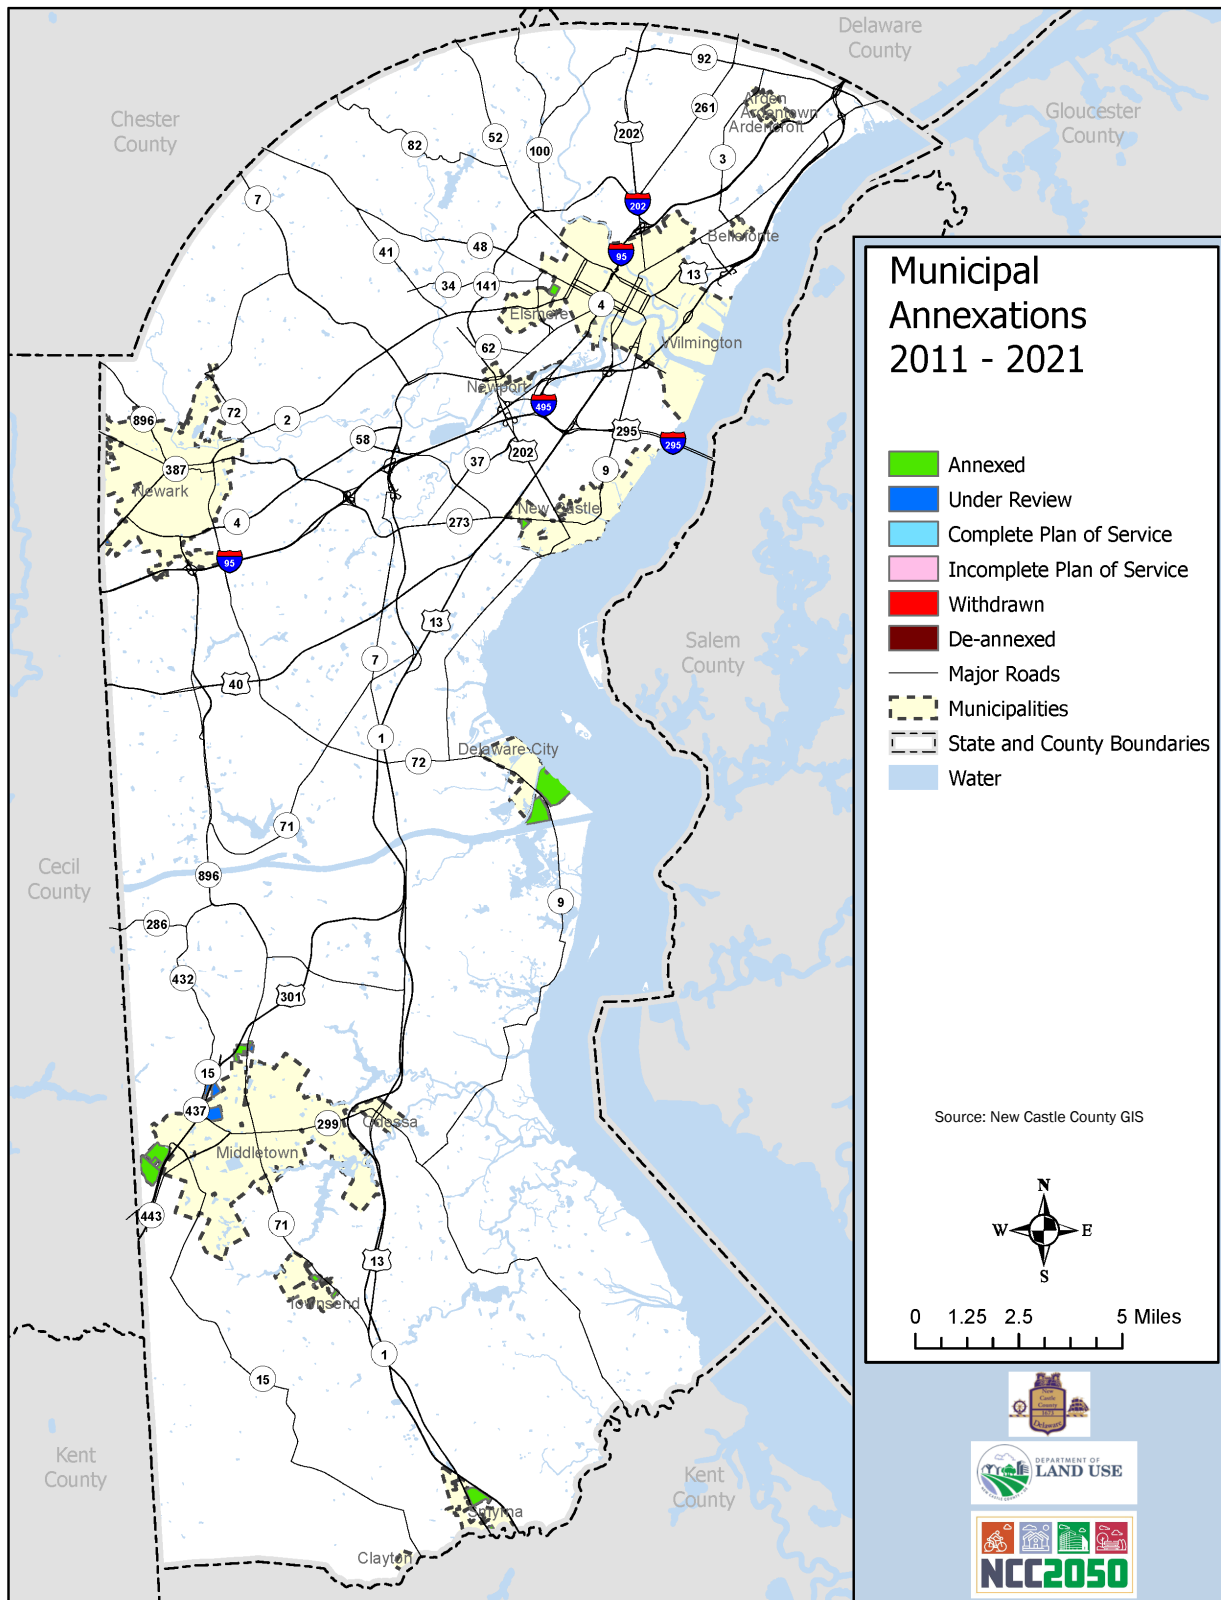 Delaware
County
92
Chester
County
Arden
Ardentown
Ardencroft
261
Gloucester
County
202
52
82
100
3
7
202
Bellefonte
48
41
95
13
34
141
4
Elsmere
62
Wilmington
Newport
495
896
72
2
295
58
295
202
37
387
9
Newark
New Castle
4
273
95
13
Salem
County
7
40
1
Delaware City
72
71
Cecil
County
896
9
286
432
301
15
437
299
Odessa
Middletown
443
71
13
Townsend
1
15
Kent
County
Kent
County
Smyrna
Clayton
Municipal
Annexations
2011 - 2021
Annexed
Under Review
Complete Plan of Service
Incomplete Plan of Service
Withdrawn
De-annexed
Major Roads
Municipalities
State and County Boundaries
Water
Source: New Castle County GIS
N
W E
S
0 1.25 2.5 5 Miles
New
Castle
County
1673
Delaware
DEPARTMENT OF
LAND USE
NCC2050